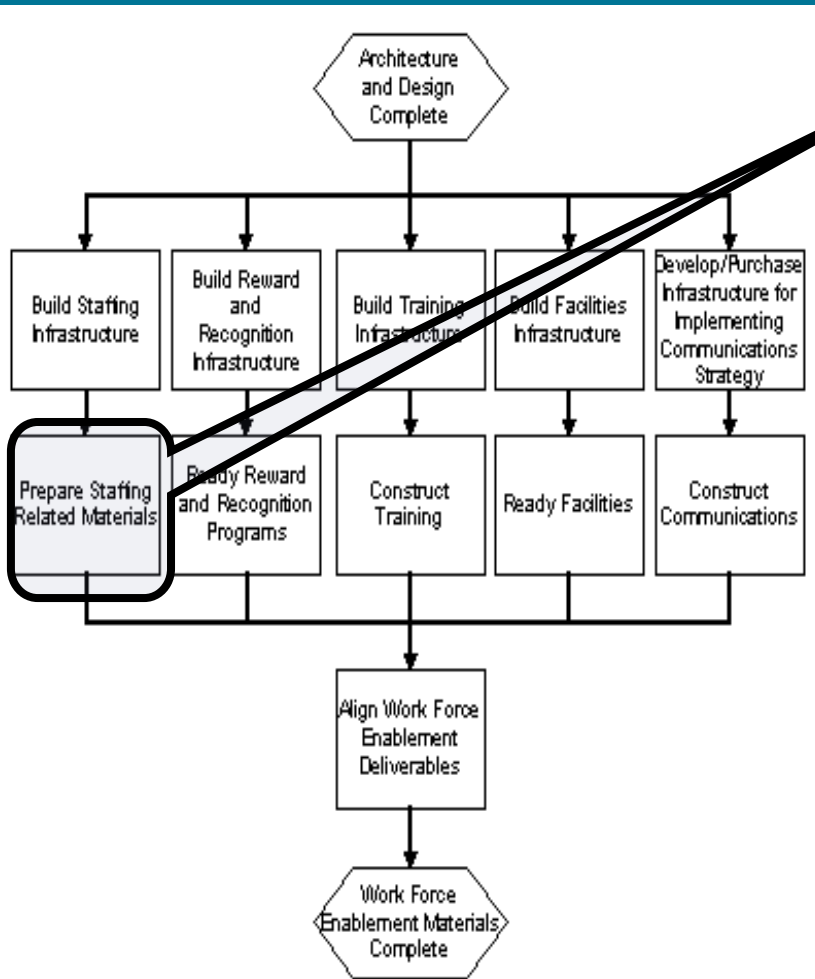 Architecture
and Design
Complete
Build Staffing
Infrastructure
Build Reward
and
Recognition
Infrastructure
Build Training
Infrastructure
Build Facilities
Infrastructure
Develop/Purchase
Infrastructure for
Implementing
Communications
Strategy
Prepare Staffing
Related Materials
Ready Reward
and Recognition
Programs
Construct
Training
Ready Facilities
Construct
Communications
Align Work Force
Enablement
Deliverables
Work Force
Enablement Materials
Complete